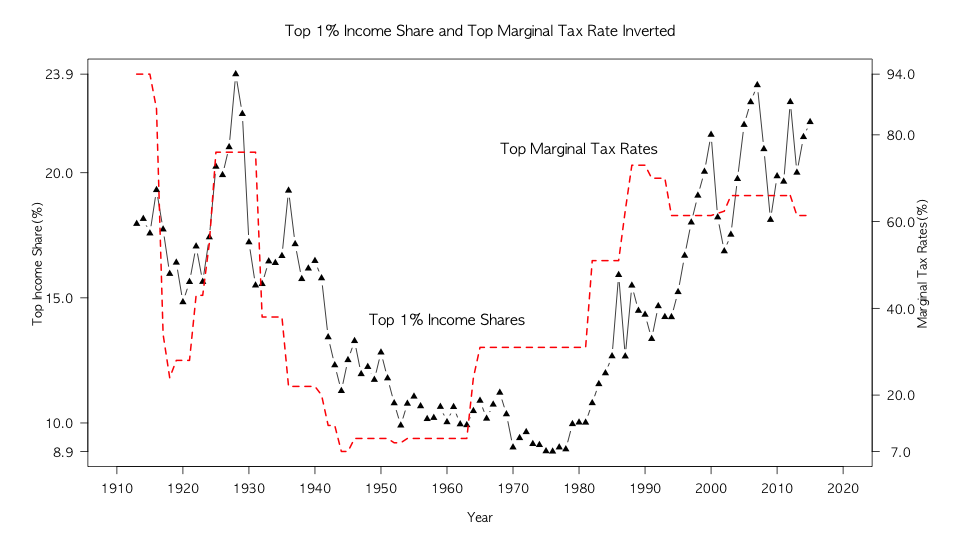 Top 1% Income Share and Top Marginal Tax Rate Inverted
23.9
20.0
15.0
10.0
8.9
Top Income Share(%)
94.0
80.0
60.0
40.0
20.0
7.0
Marginal Tax Rates(%)
Top Marginal Tax Rates
Top 1% Income Shares
1910 1920 1930 1940 1950 1960 1970 1980 1990 2000 2010 2020
Year